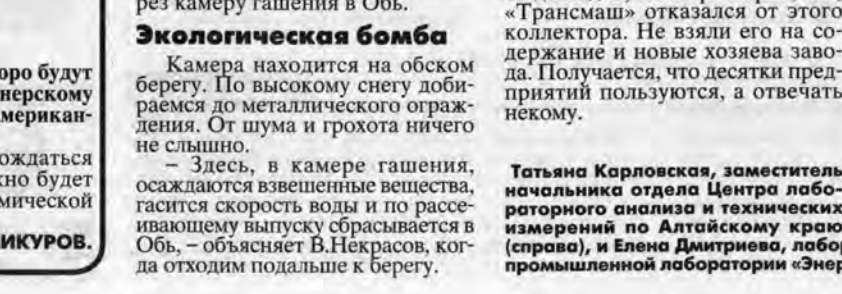 оро будут
нерскому
мерикан-
ождаться
но будет
мической
ИКУРОВ.
рез камеру гашения в Обь.
Экологическая бомба
Камера находится на обском
берегу. По высокому снегу доби-
раемся до металлического ограж-
дения. От шума и грохота ничего
не слышно.
– Здесь, в камере гашения,
осаждаются взвешенные вещества,
гасится скорость воды и по рассе-
ивающему выпуску сбрасывается в
Обь, – объясняет В.Некрасов, ког-
да отходим подальше к берегу.
«Трансмаш» отказался от этого
коллектора. Не взяли его на со-
держание и новые хозяева заво-
да. Получается, что десятки пред-
приятий пользуются, а отвечать
некому.
Татьяна Карловская, заместитель
начальника отдела Центра лабо-
раторного анализа и технических
измерений по Алтайскому краю
(справа), и Елена Дмитриева, лабор
промышленной лаборатории «Энер